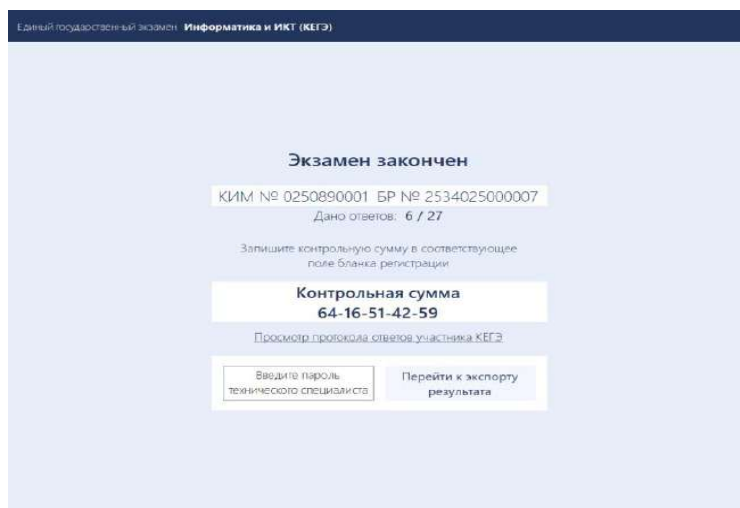 Единый государственный экзамен Информатика и ИКТ (КЕГЭ)
Экзамен закончен
КИМ № 0250890001 БР № 2534025000007
Дано ответов: 6 / 27
Запишите контрольную сумму в соответствующее
поле бланка регистрации
Контрольная сумма
64-16-51-42-59
Просмотр протокола ответов участника КЕГЭ
Введите пароль
технического специалиста
Перейти к экспорту
результата